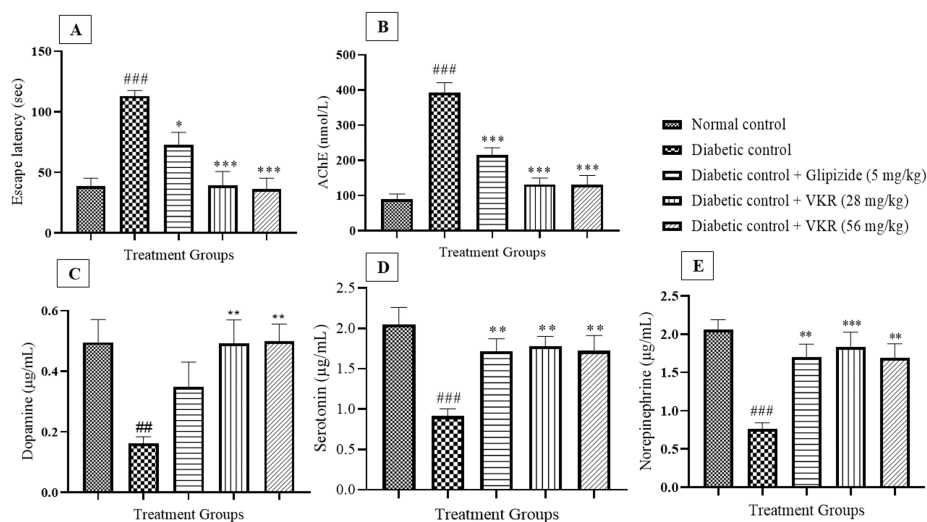 A
Escape latency (sec)
150
100
50
0
###
*
***
***
Treatment Groups
B
AChE (nmol/L)
500
400
300
200
100
0
###
***
***
***
Treatment Groups
Normal control
Diabetic control
Diabetic control + Glipizide (5 mg/kg)
Diabetic control + VKR (28 mg/kg)
Diabetic control + VKR (56 mg/kg)
C
Dopamine (µg/mL)
0.6
0.4
0.2
0.0
##
**
**
Treatment Groups
D
Serotonin (µg/mL)
2.5
2.0
1.5
1.0
0.5
0.0
###
**
**
**
Treatment Groups
E
Norepinephrine (µg/mL)
2.5
2.0
1.5
1.0
0.5
0.0
###
**
***
**
Treatment Groups